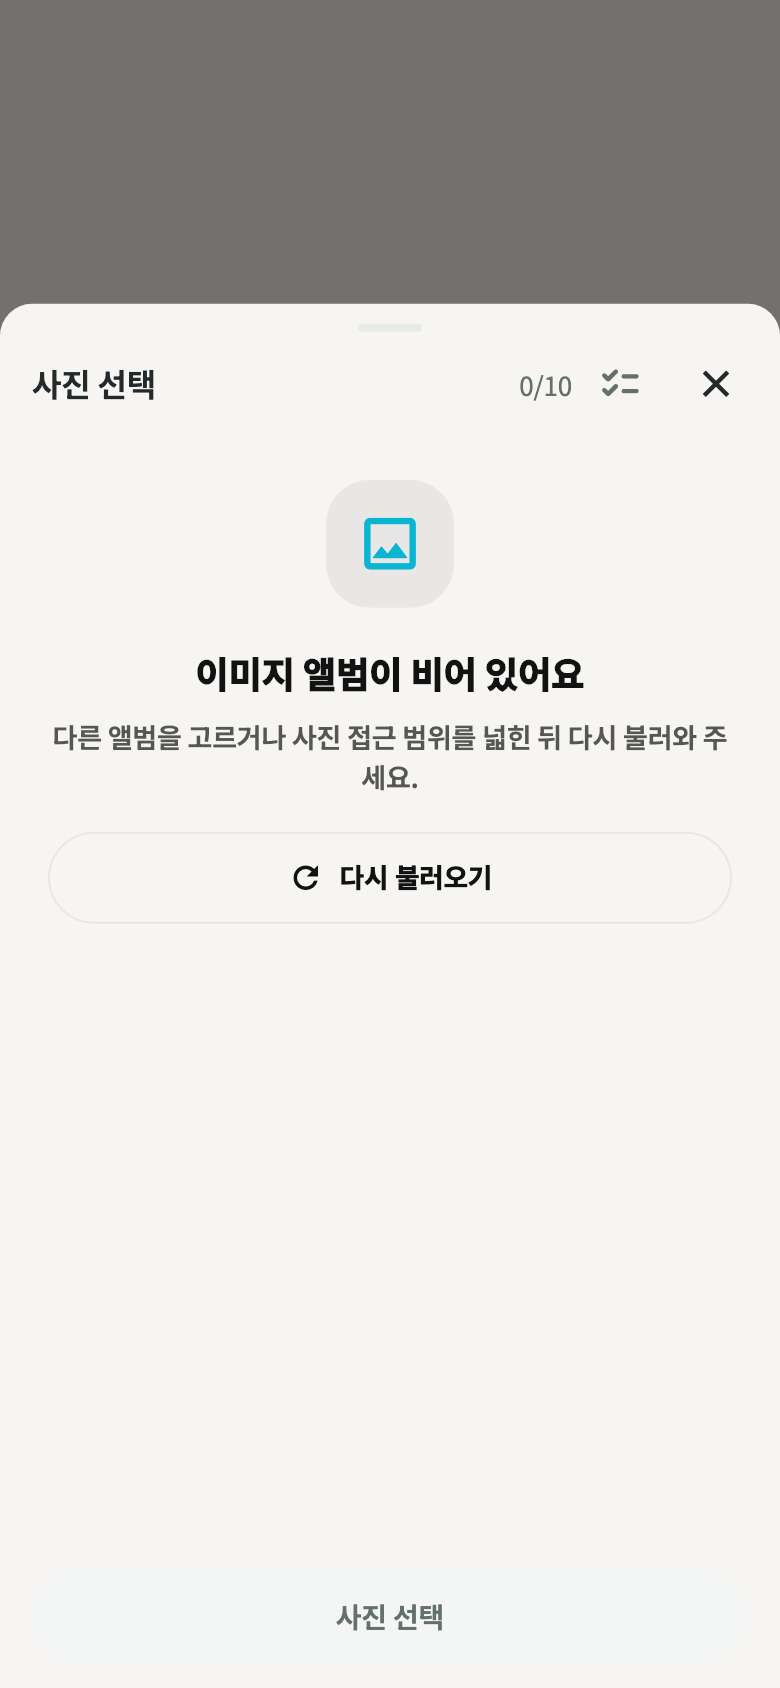 사진 선택
0/10
이미지 앨범이 비어 있어요
다른 앨범을 고르거나 사진 접근 범위를 넓힌 뒤 다시 불러와 주
세요.
다시 불러오기
사진 선택